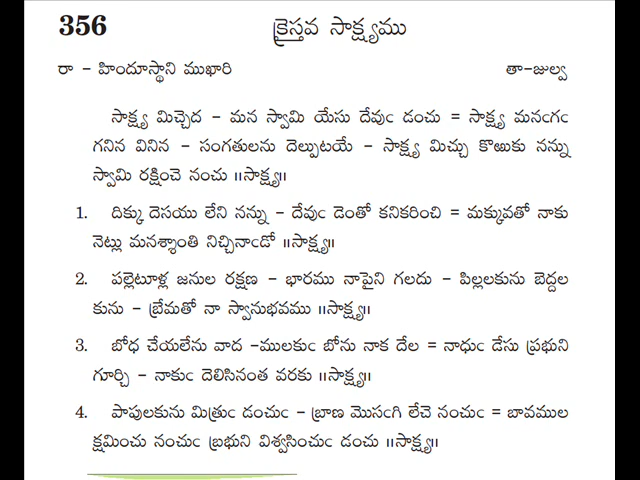 356 క్రైస్తవ సాక్ష్యము
రా - హిందూస్థాని ముఖారి తా-జుల్వ
సాక్ష్య మిచ్చెద - మన స్వామి యేసు దేవుఁ డంచు = సాక్ష్య మనఁగఁ
గనిన వినిన - సంగతులను దెల్పుటయే - సాక్ష్య మిచ్చు కొఱుకు నన్ను
స్వామి రక్షించె నంచు ॥సాక్ష్య॥
1. దిక్కు దెసయు లేని నన్ను - దేవుఁ డెంతో కనికరించి = మక్కువతో నాకు
నెట్లు మనశ్శాంతి నిచ్చినాఁడో ॥సాక్ష్య॥
2. పల్లెటూళ్ల జనుల రక్షణ - భారము నాపైని గలదు - పిల్లలకును బెద్దల
కును - బ్రేమతో నా స్వానుభవము ॥సాక్ష్య॥
3. బోధ చేయలేను వాద -ములకుఁ బోను నాక దేల = నాధుఁ డేసు ప్రభుని
గూర్చి - నాకుఁ దెలిసినంత వరకు ॥సాక్ష్య॥
4. పాపులకును మిత్రుఁ డంచుఁ - బ్రాణ మొసఁగి లేచె నంచుఁ = బావముల
క్షమించు నంచుఁ బ్రభుని విశ్వసించుఁ డంచు ॥సాక్ష్య॥